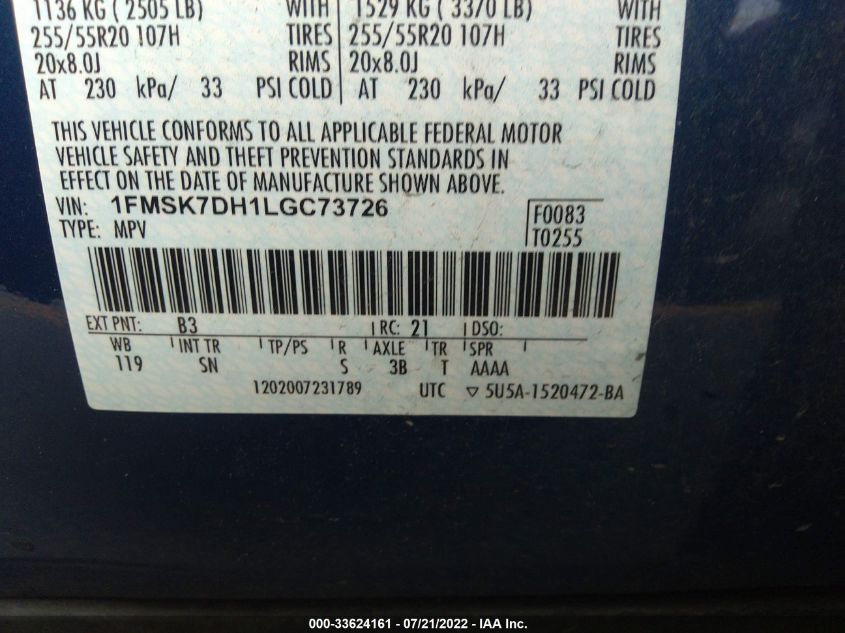 1136 KG ( 2505 LB) WITH 1529 KG ( 3370 LB) WITH
255/55R20 107H TIRES 255/55R20 107H TIRES
20x8.0J RIMS 20x8.0J RIMS
AT 230 kPa/ 33 PSI COLD AT 230 kPa/ 33 PSI COLD
THIS VEHICLE CONFORMS TO ALL APPLICABLE FEDERAL MOTOR
VEHICLE SAFETY AND THEFT PREVENTION STANDARDS IN
EFFECT ON THE DATE OF MANUFACTURE SHOWN ABOVE.
VIN: 1FMSK7DH1LGC73726 F0083
TYPE: MPV T0255
EXT PNT: B3 RC: 21 DSO:
WB INT TR TP/PS R AXLE TR SPR
119 SN S 3B T AAAA
1202007231789 UTC ▽ 5U5A-1520472-BA
000-33624161 - 07/21/2022 - IAA Inc.